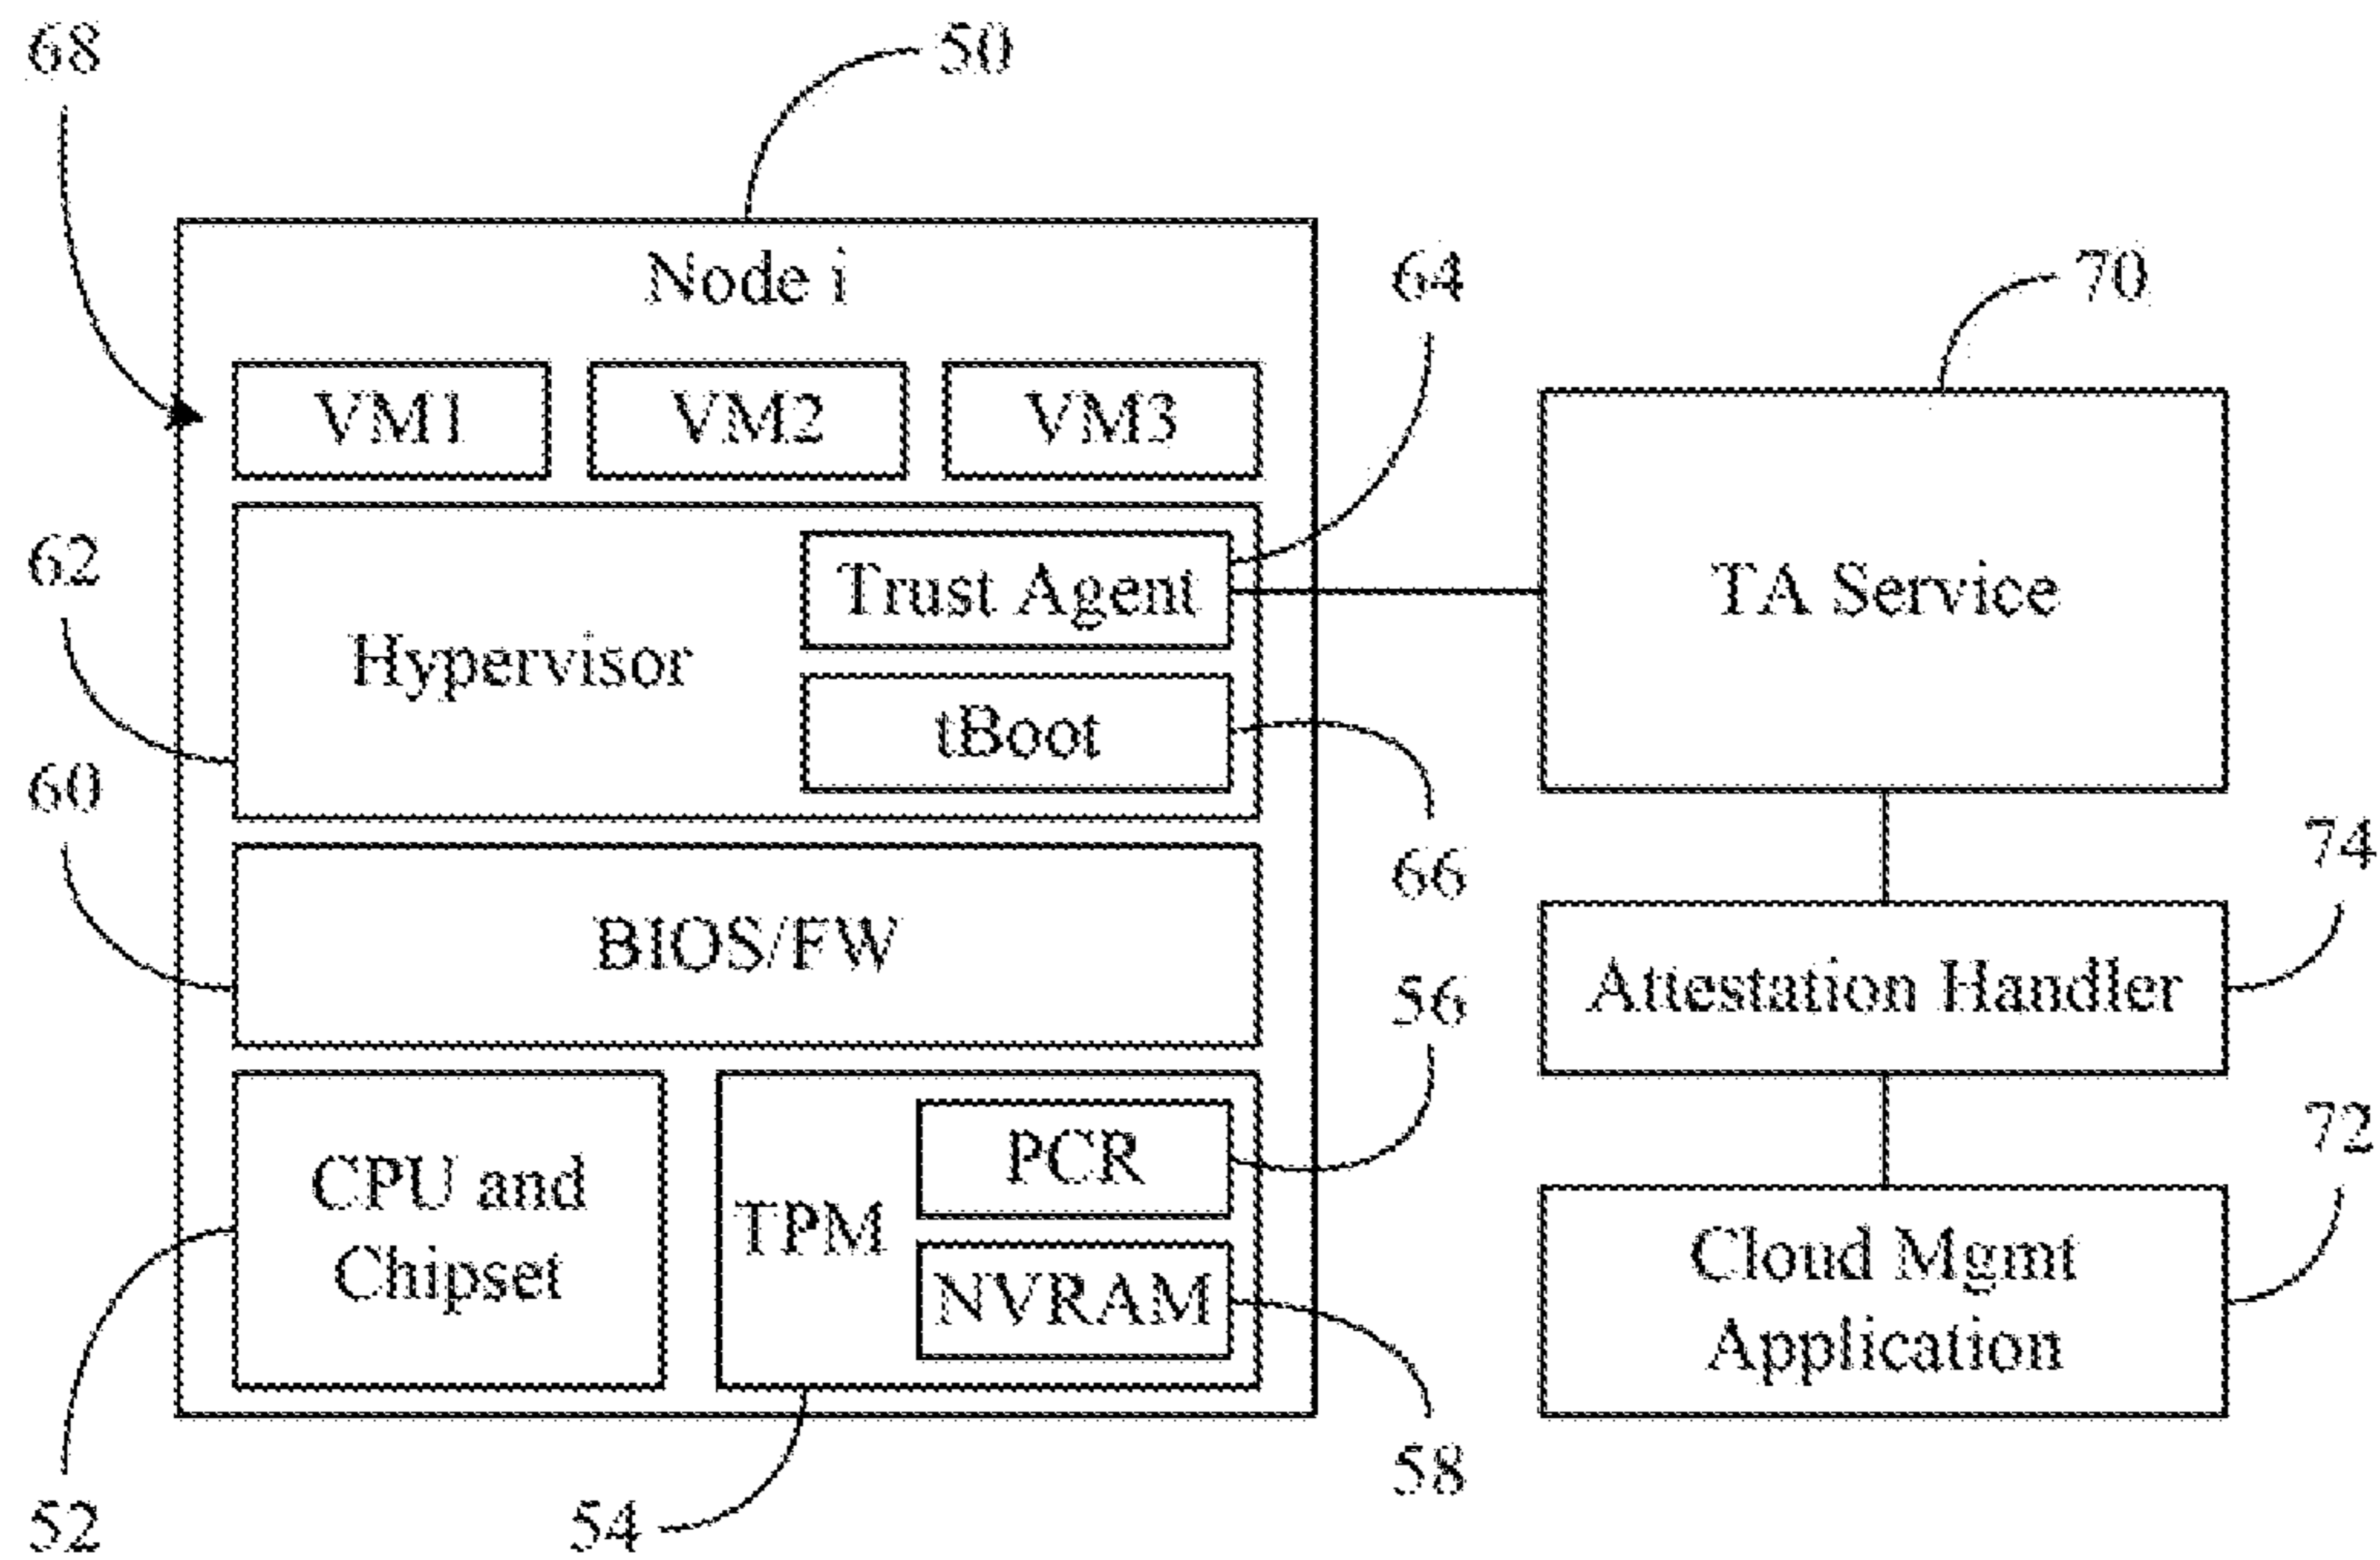 68
50
Node i
64
70
VM1
VM2
VM3
62
Trust Agent
TA Service
Hypervisor
tBoot
60
66
74
BIOS/FW
56
Attestation Handler
CPU and
Chipset
TPM
PCR
NVRAM
72
Cloud Mgmt
Application
58
52
54